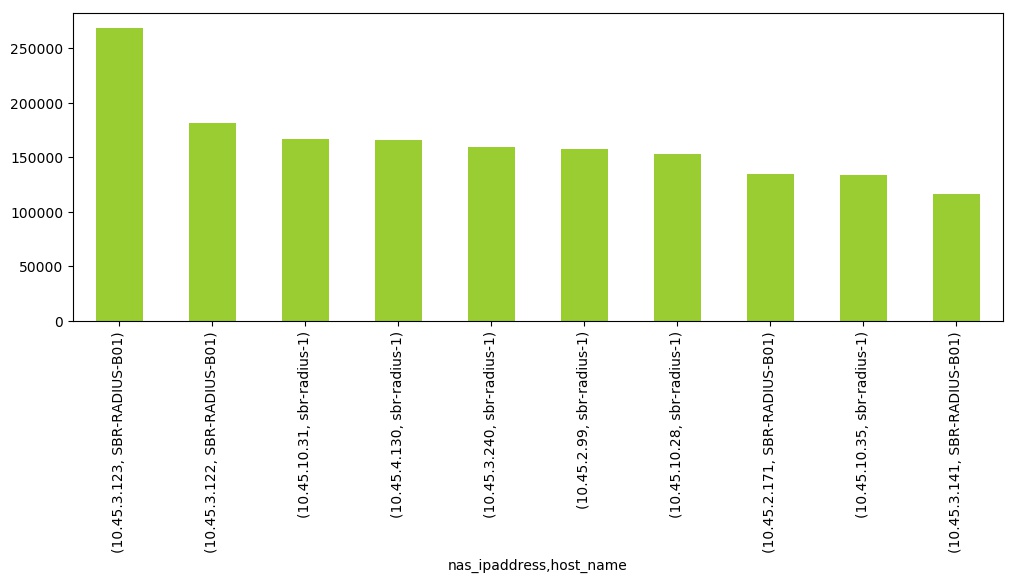 250000
200000
150000
100000
50000
0
(10.45.3.123, SBR-RADIUS-B01)
(10.45.3.122, SBR-RADIUS-B01)
(10.45.10.31, sbr-radius-1)
(10.45.4.130, sbr-radius-1)
(10.45.3.240, sbr-radius-1)
(10.45.2.99, sbr-radius-1)
(10.45.10.28, sbr-radius-1)
(10.45.2.171, SBR-RADIUS-B01)
(10.45.10.35, sbr-radius-1)
(10.45.3.141, SBR-RADIUS-B01)
nas_ipaddress,host_name